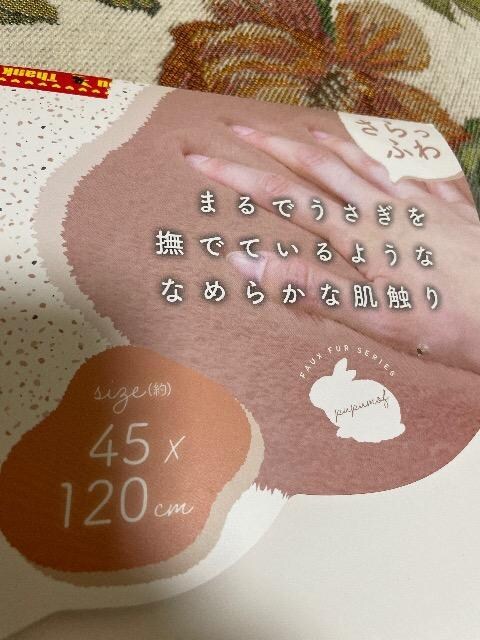 u
Thank
さらっ
ふわ
まるでうさぎを
撫でているような
なめらかな肌触り
FAUX FUR SERIES
pupumof
size(約)
45×
120cm